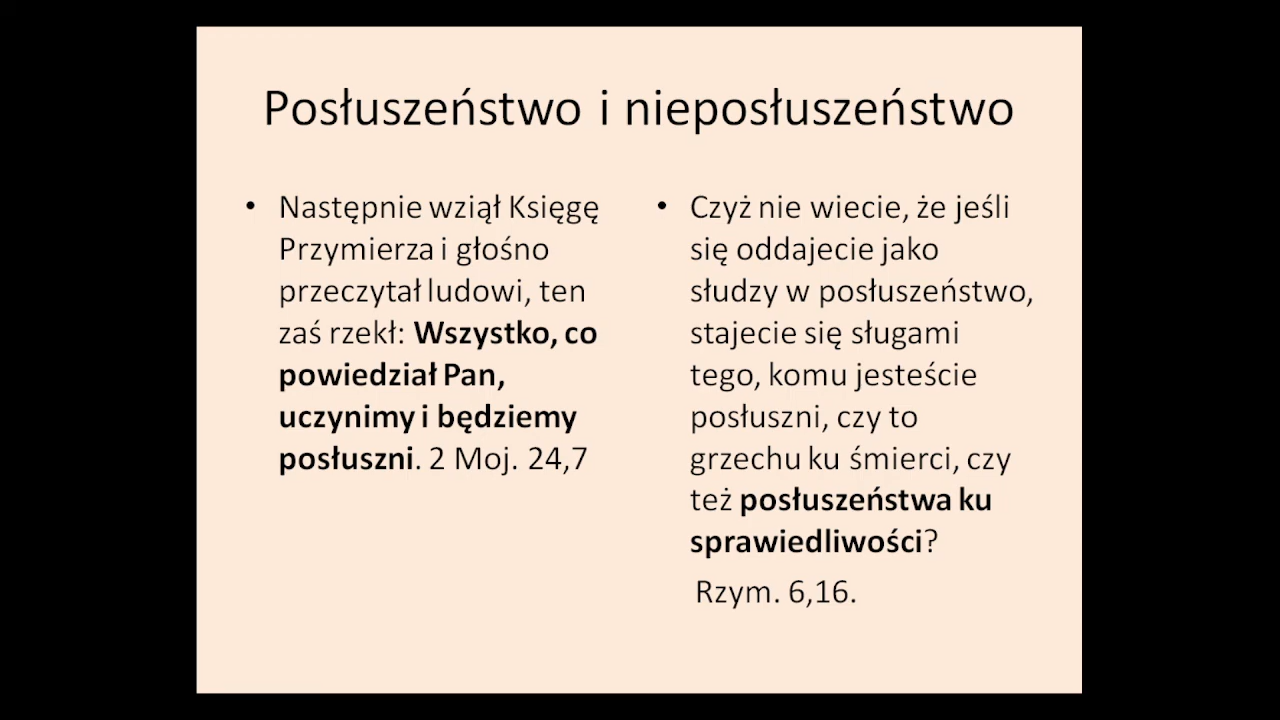 Posłuszeństwo i nieposłuszeństwo
• Następnie wziął Księgę
Przymierza i głośno
przeczytał ludowi, ten
zaś rzekł: Wszystko, co
powiedział Pan,
uczynimy i będziemy
posłuszni. 2 Moj. 24,7
• Czyż nie wiecie, że jeśli
się oddajecie jako
słudzy w posłuszeństwo,
stajecie się sługami
tego, komu jesteście
posłuszni, czy to
grzechu ku śmierci, czy
też posłuszeństwa ku
sprawiedliwości?
Rzym. 6,16.